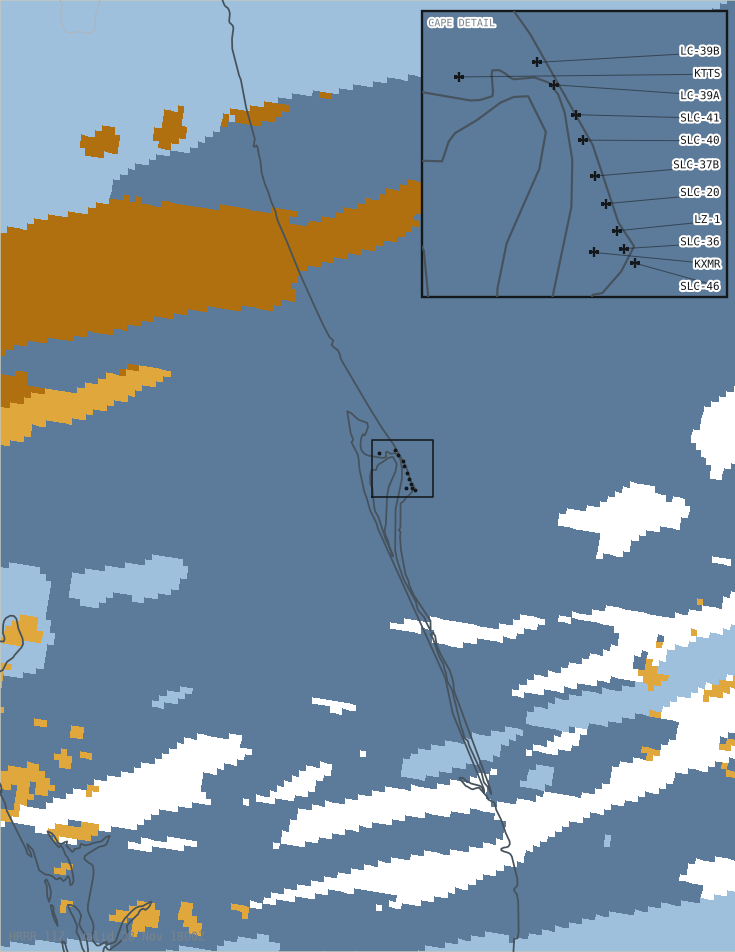 CAPE DETAIL
LC-39B
KTTS
LC-39A
SLC-41
SLC-40
SLC-37B
SLC-20
LZ-1
SLC-36
KXMR
SLC-46